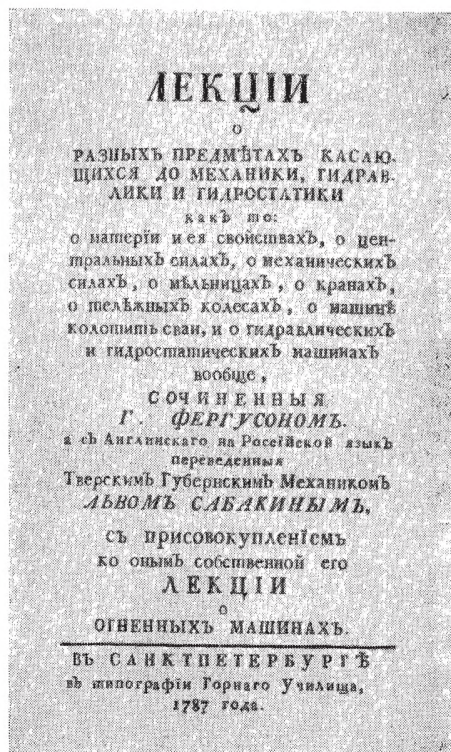 ЛЕКЦІИ
О
РАЗНЫХЪ ПРЕДМѢТАХЪ КАСАЮ-
ЩИХСЯ ДО МЕХАНИКИ, ГИДРАВ-
ЛИКИ И ГИДРОСТАТИКИ
какъ то:
о матеріи и ея свойствахъ, о цен-
тральныхъ силахъ, о механическихъ
силахъ, о мѣльницахъ, о кранахъ,
о телѣжныхъ колесахъ, о машинѣ
колотить сваи, и о гидравлическихъ
и гидростатическихъ машинахъ
вообще,
СОЧИНЕННЫЯ
Г. ФЕРГУСОНОМЪ.
а съ Англинскаго на Россійской языкъ
переведенныя
Тверскимъ Губернскимъ Механикомъ
ЛЬВОМЪ САБАКИНЫМЪ,
съ присовокупленіемъ
ко онымъ собственной его
ЛЕКЦІИ
О
ОГНЕННЫХЪ МАШИНАХЪ.
ВЪ САНКТПЕТЕРБУРГѢ
въ типографіи Горнаго Училища,
1787 года.